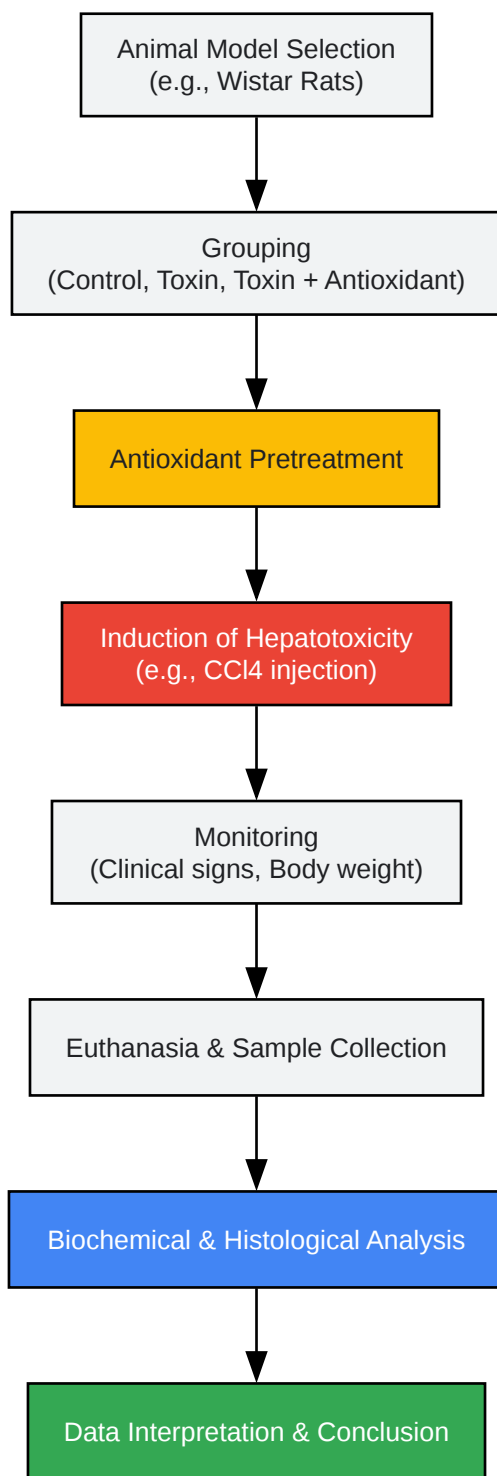 Animal Model Selection
(e.g., Wistar Rats)
Grouping
(Control, Toxin, Toxin + Antioxidant)
Antioxidant Pretreatment
Induction of Hepatotoxicity
(e.g., CCl4 injection)
Monitoring
(Clinical signs, Body weight)
Euthanasia & Sample Collection
Biochemical & Histological Analysis
Data Interpretation & Conclusion